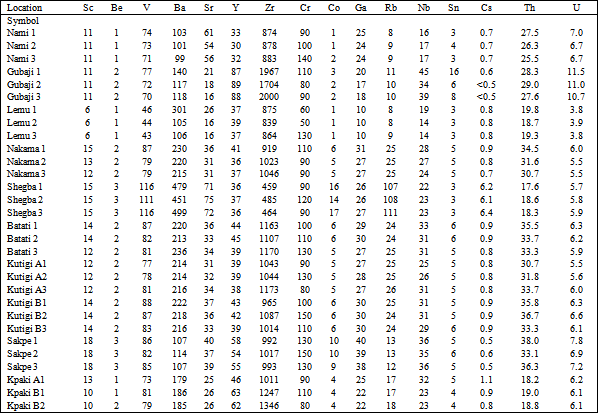 Location Sc Be V Ba Sr Y Zr Cr Co Ga Rb Nb Sn Cs Th U
Symbol
Nami 1 11 1 74 103 61 33 874 90 1 25 8 16 3 0.7 27.5 7.0
Nami 2 11 1 73 101 54 30 878 100 1 24 9 17 4 0.7 26.3 6.7
Nami 3 11 1 71 99 56 32 883 140 2 24 9 17 3 0.7 25.5 6.7
Gubaji 1 11 2 77 140 21 87 1967 110 3 20 11 45 16 0.6 28.3 11.5
Gubaji 2 11 2 72 117 18 89 1704 80 2 17 10 34 6 <0.5 29.0 11.0
Gubaji 3 11 2 70 118 16 88 2000 90 2 18 10 39 8 <0.5 27.6 10.7
Lemu 1 6 1 46 301 26 37 875 60 1 10 8 19 3 0.8 19.8 3.8
Lemu 2 6 1 44 105 16 39 839 50 1 10 8 14 3 0.8 18.7 3.9
Lemu 3 6 1 43 106 16 37 864 130 1 10 9 14 3 0.8 19.3 3.8
Nakama 1 15 2 87 230 36 41 919 110 6 31 25 28 5 0.9 34.5 6.0
Nakama 2 13 2 79 220 31 36 1023 90 5 27 25 27 5 0.8 31.6 5.5
Nakama 3 12 2 79 215 31 37 1046 90 5 27 24 27 5 0.7 30.7 5.5
Shegba 1 15 3 116 479 71 36 459 90 16 26 107 22 3 6.2 17.6 5.7
Shegba 2 15 3 111 451 75 37 485 120 14 26 108 23 3 6.1 18.6 5.8
Shegba 3 15 3 116 499 72 36 464 90 17 27 111 23 3 6.4 18.3 5.9
Batati 1 14 2 87 220 36 44 1163 100 6 29 24 33 6 0.9 35.5 6.3
Batati 2 14 2 82 213 33 45 1107 110 6 30 24 31 6 0.9 33.7 6.2
Batati 3 12 2 81 236 34 39 1170 130 5 27 25 31 5 0.8 33.3 5.9
Kutigi A1 12 2 77 214 31 39 1043 90 5 27 25 25 5 0.8 30.7 5.5
Kutigi A2 12 2 78 214 32 39 1044 130 5 28 25 26 5 0.8 31.8 5.6
Kutigi A3 12 2 81 216 34 38 1173 80 5 27 26 31 5 0.8 33.7 6.0
Kutigi B1 14 2 88 222 37 43 965 100 6 30 25 31 5 0.9 35.8 6.3
Kutigi B2 14 2 87 218 36 42 1087 150 6 30 24 31 5 0.9 36.7 6.6
Kutigi B3 14 2 83 216 33 39 1014 110 6 30 24 29 6 0.9 33.3 6.1
Sakpe 1 18 3 86 107 40 58 992 130 10 40 13 36 5 0.5 38.0 7.8
Sakpe 2 18 3 82 114 37 54 1017 150 10 39 13 35 6 0.6 33.1 6.9
Sakpe 3 18 3 85 107 39 55 993 130 9 38 12 36 5 0.5 36.3 7.2
Kpaki A1 13 1 73 179 25 46 1011 90 4 25 17 32 5 1.1 18.2 6.2
Kpaki B1 10 1 81 186 26 63 1247 110 4 22 17 23 4 0.9 19.0 6.1
Kpaki B2 10 2 79 185 26 62 1346 80 4 22 18 23 4 0.8 18.8 6.1